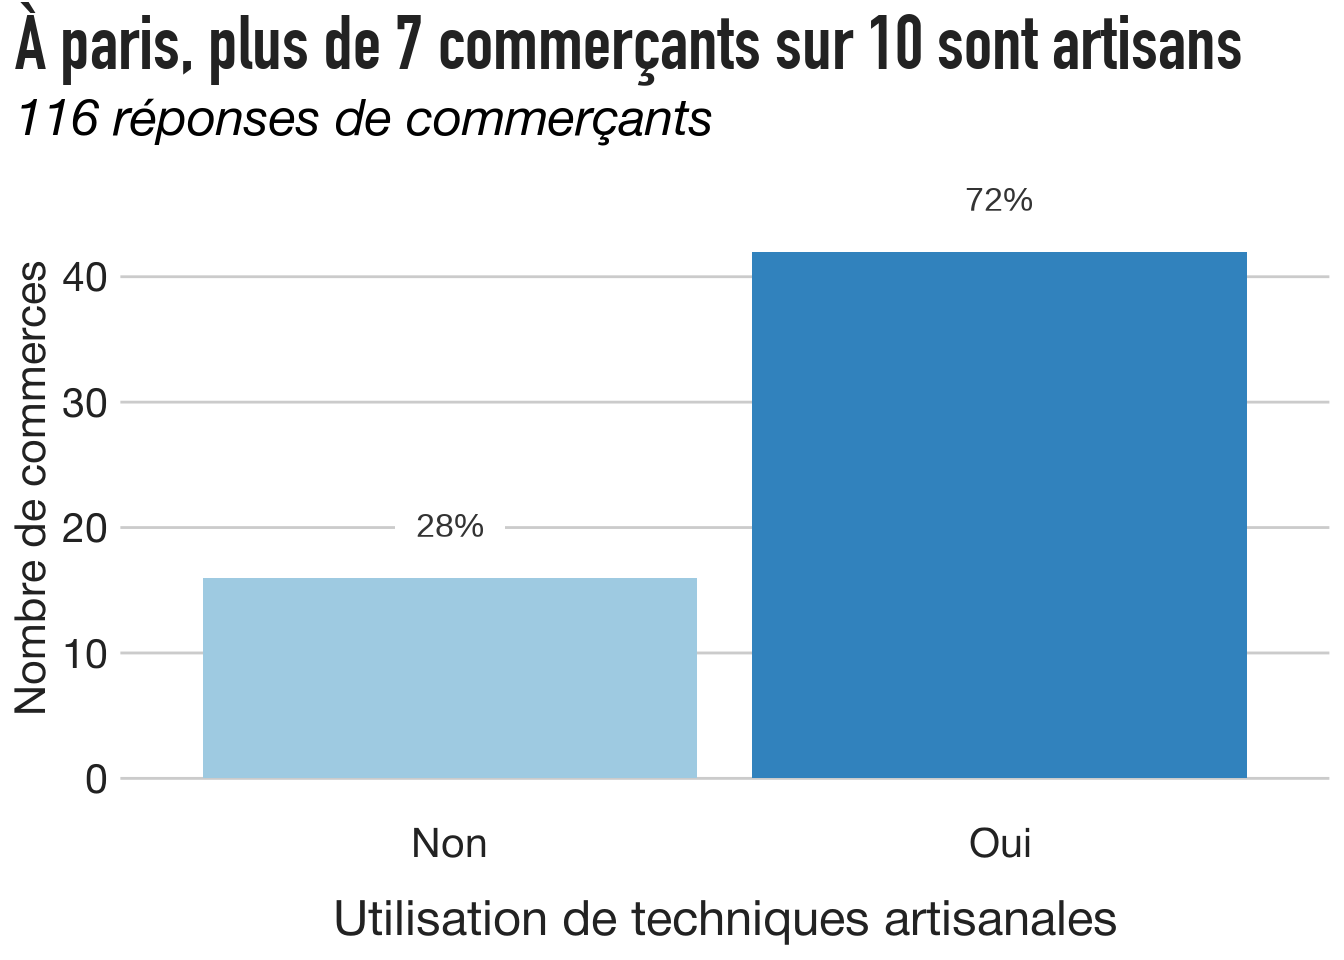 À paris, plus de 7 commerçants sur 10 sont artisans
116 réponses de commerçants
72%
40
30
28%
20
10
0
Nombre de commerces
Non
Oui
Utilisation de techniques artisanales